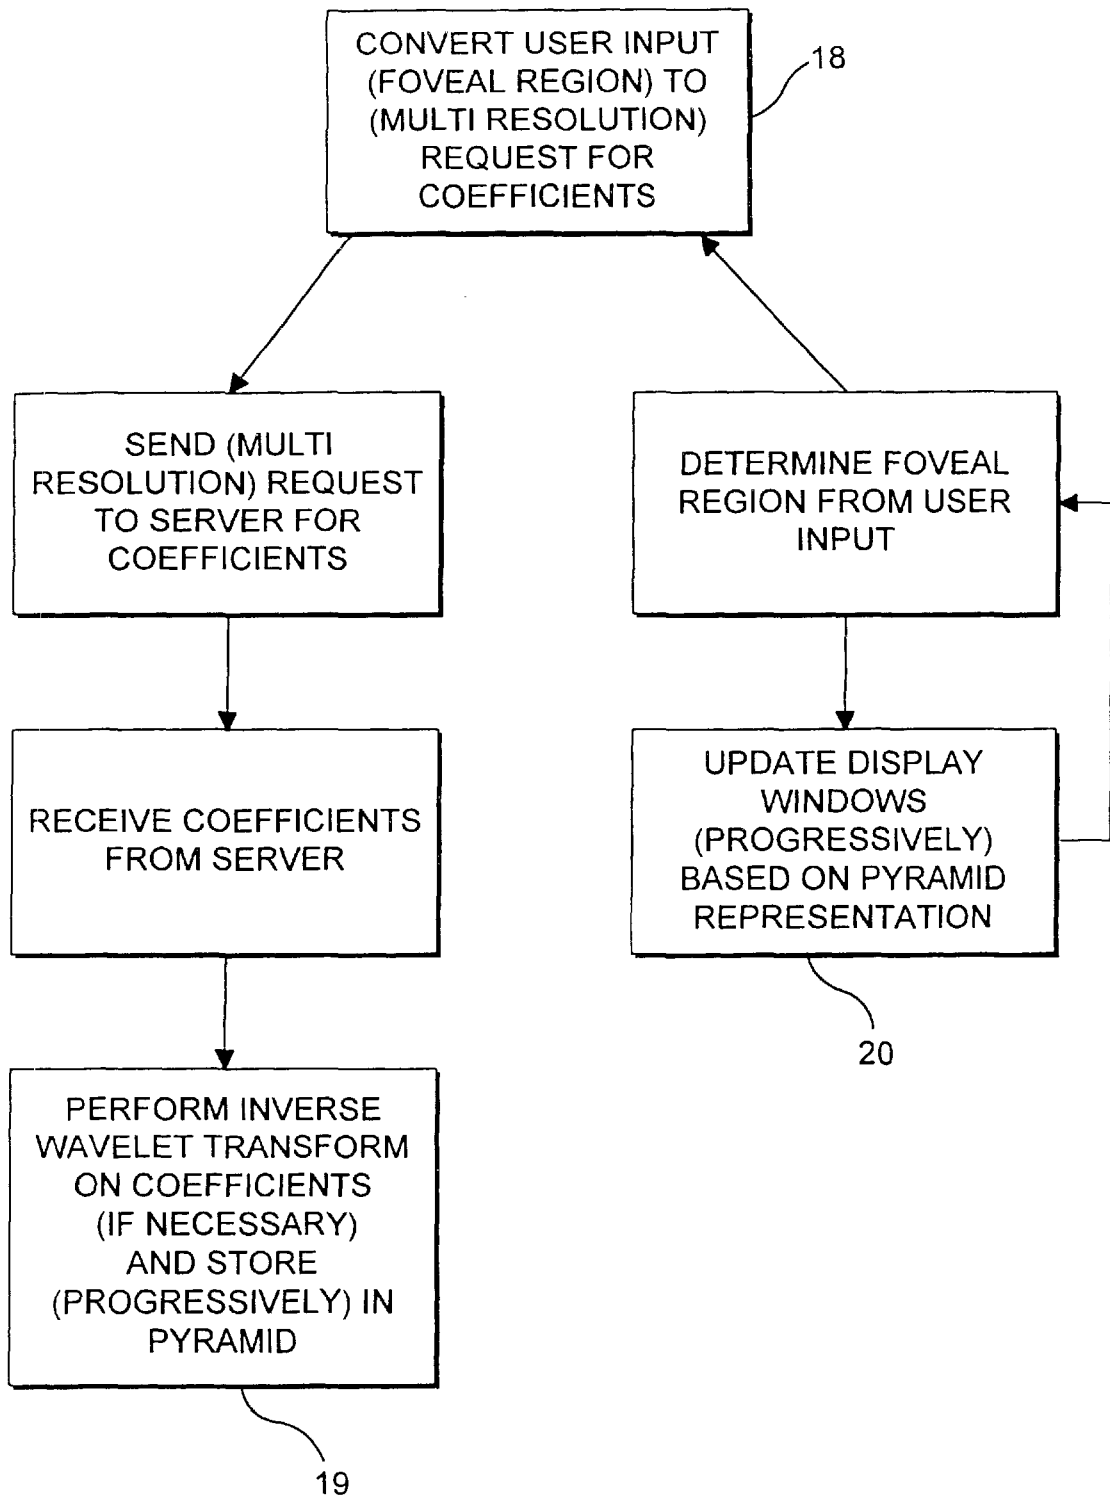 CONVERT USER INPUT
(FOVEAL REGION) TO
(MULTI RESOLUTION)
REQUEST FOR
COEFFICIENTS
18
SEND (MULTI
RESOLUTION) REQUEST
TO SERVER FOR
COEFFICIENTS
DETERMINE FOVEAL
REGION FROM USER
INPUT
RECEIVE COEFFICIENTS
FROM SERVER
UPDATE DISPLAY
WINDOWS
(PROGRESSIVELY)
BASED ON PYRAMID
REPRESENTATION
20
PERFORM INVERSE
WAVELET TRANSFORM
ON COEFFICIENTS
(IF NECESSARY)
AND STORE
(PROGRESSIVELY) IN
PYRAMID
19